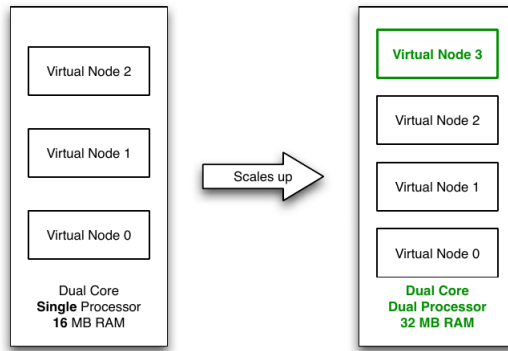 Virtual Node 2
Virtual Node 1
Virtual Node 0
Dual Core
Single Processor
16 MB RAM
Scales up
Virtual Node 3
Virtual Node 2
Virtual Node 1
Virtual Node 0
Dual Core
Dual Processor
32 MB RAM